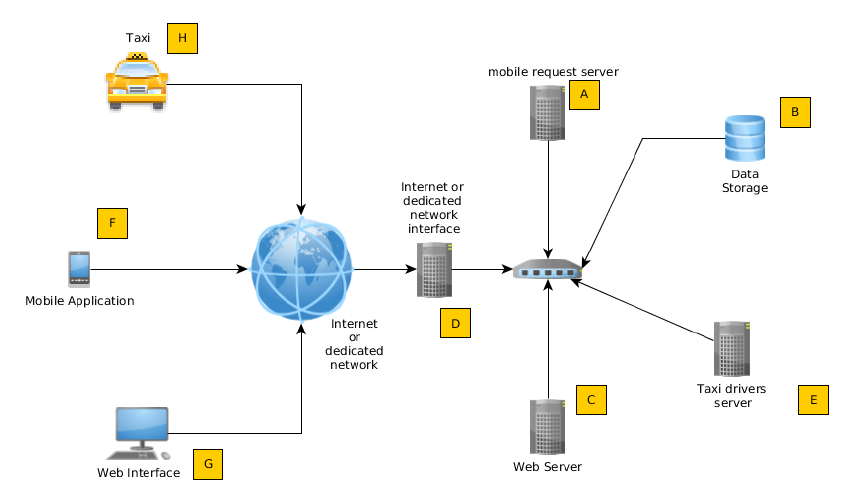 Taxi
H
mobile request server
A
B
Data
Storage
Internet or
dedicated
network
interface
F
Mobile Application
D
Internet
or
dedicated
network
Taxi drivers
server
E
C
Web Server
Web Interface
G